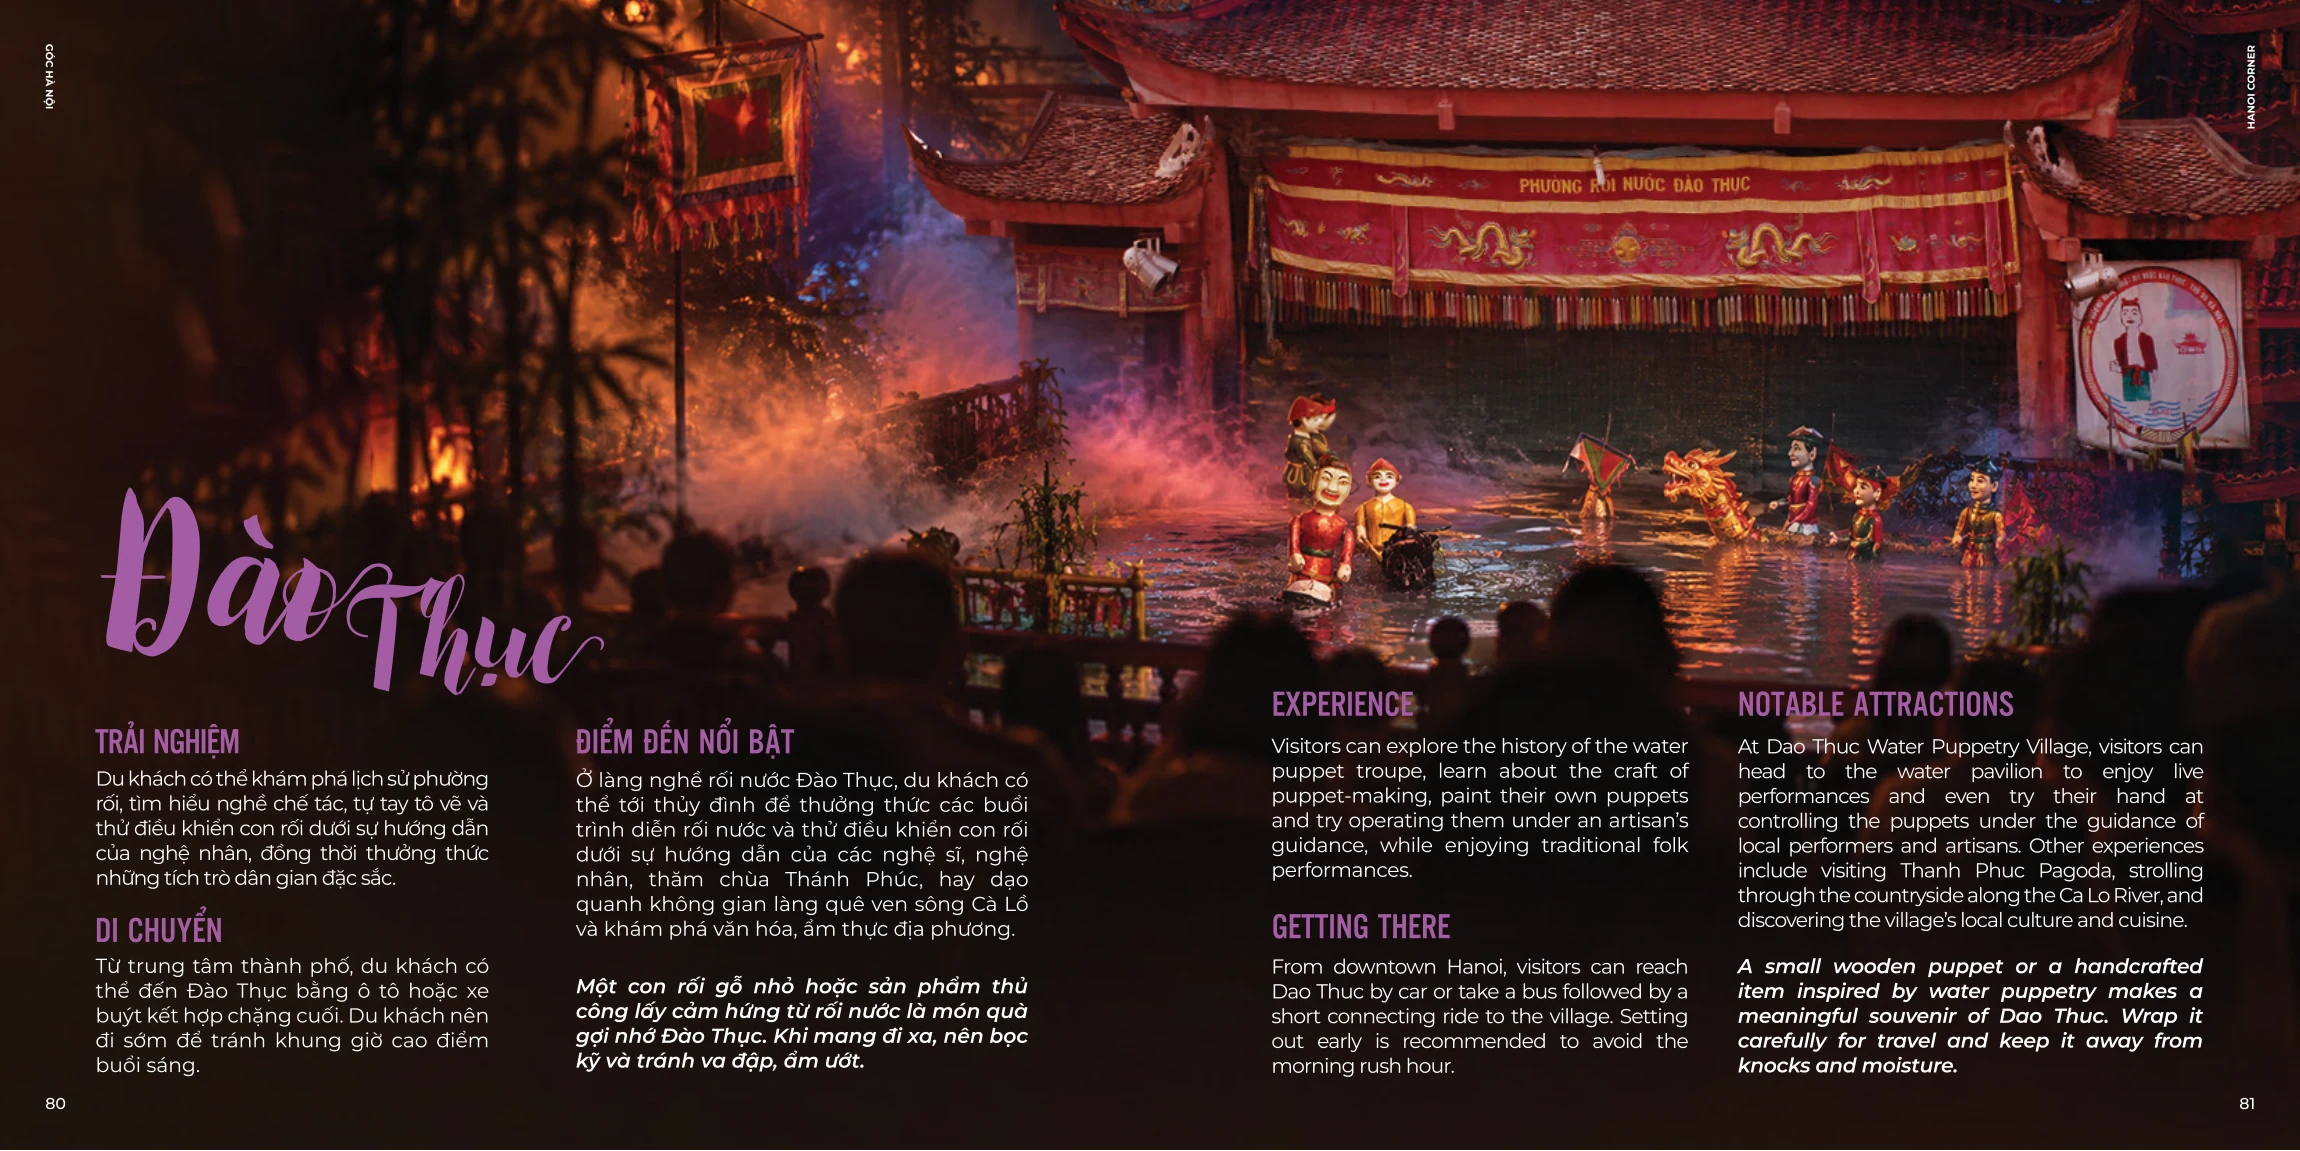 GÓC HÀ NỘI
HANOI CORNER
PHƯỜNG RỐI NƯỚC ĐÀO THỤC
Đào Thục
TRẢI NGHIỆM
Du khách có thể khám phá lịch sử phường
rối, tìm hiểu nghề chế tác, tự tay tô vẽ và
thử điều khiển con rối dưới sự hướng dẫn
của nghệ nhân, đồng thời thưởng thức
những tích trò dân gian đặc sắc.
DI CHUYỂN
Từ trung tâm thành phố, du khách có
thể đến Đào Thục bằng ô tô hoặc xe
buýt kết hợp chặng cuối. Du khách nên
đi sớm để tránh khung giờ cao điểm
buổi sáng.
ĐIỂM ĐẾN NỔI BẬT
Ở làng nghề rối nước Đào Thục, du khách có
thể tới thủy đình để thưởng thức các buổi
trình diễn rối nước và thử điều khiển con rối
dưới sự hướng dẫn của các nghệ sĩ, nghệ
nhân, thăm chùa Thánh Phúc, hay dạo
quanh không gian làng quê ven sông Cà Lồ
và khám phá văn hóa, ẩm thực địa phương.
Một con rối gỗ nhỏ hoặc sản phẩm thủ
công lấy cảm hứng từ rối nước là món quà
gợi nhớ Đào Thục. Khi mang đi xa, nên bọc
kỹ và tránh va đập, ẩm ướt.
EXPERIENCE
Visitors can explore the history of the water
puppet troupe, learn about the craft of
puppet-making, paint their own puppets
and try operating them under an artisan's
guidance, while enjoying traditional folk
performances.
GETTING THERE
From downtown Hanoi, visitors can reach
Dao Thuc by car or take a bus followed by a
short connecting ride to the village. Setting
out early is recommended to avoid the
morning rush hour.
NOTABLE ATTRACTIONS
At Dao Thuc Water Puppetry Village, visitors can
head to the water pavilion to enjoy live
performances and even try their hand at
controlling the puppets under the guidance of
local performers and artisans. Other experiences
include visiting Thanh Phuc Pagoda, strolling
through the countryside along the Ca Lo River, and
discovering the village's local culture and cuisine.
A small wooden puppet or a handcrafted
item inspired by water puppetry makes a
meaningful souvenir of Dao Thuc. Wrap it
carefully for travel and keep it away from
knocks and moisture.
80
81